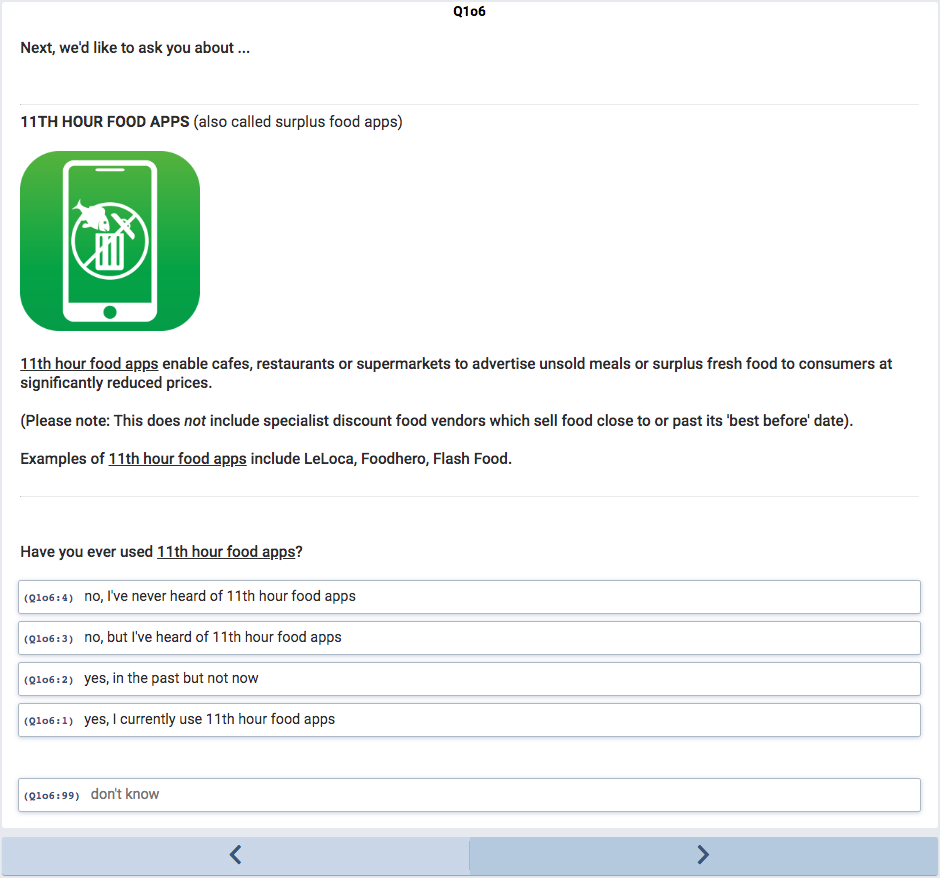 Q1o6
Next, we'd like to ask you about ...
11TH HOUR FOOD APPS (also called surplus food apps)
11th hour food apps enable cafes, restaurants or supermarkets to advertise unsold meals or surplus fresh food to consumers at
significantly reduced prices.
(Please note: This does not include specialist discount food vendors which sell food close to or past its 'best before' date).
Examples of 11th hour food apps include LeLoca, Foodhero, Flash Food.
Have you ever used 11th hour food apps?
(Q1o6:4) no, I've never heard of 11th hour food apps
(Q1o6:3) no, but I've heard of 11th hour food apps
(Q1o6:2) yes, in the past but not now
(Q1o6:1) yes, I currently use 11th hour food apps
(Q1o6:99) don't know